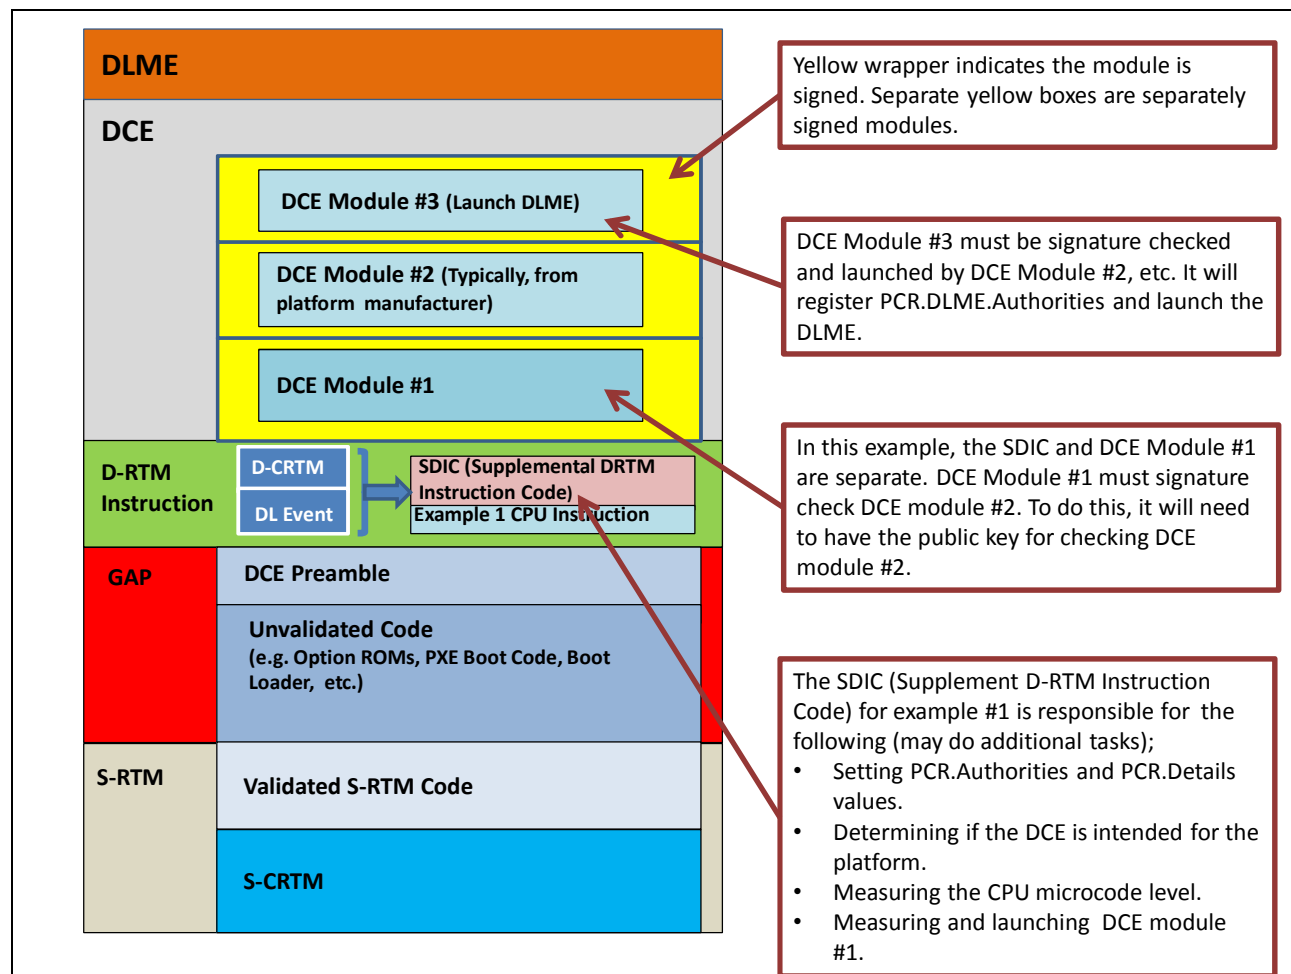 DLME
DCE
DCE Module #3 (Launch DLME)
DCE Module #2 (Typically, from
platform manufacturer)
DCE Module #1
D-RTM
Instruction
D-CRTM
DL Event
SDIC (Supplemental DRTM
Instruction Code)
Example 1 CPU Instruction
GAP
DCE Preamble
Unvalidated Code
(e.g. Option ROMs, PXE Boot Code, Boot
Loader, etc.)
S-RTM
Validated S-RTM Code
S-CRTM
Yellow wrapper indicates the module is
signed. Separate yellow boxes are separately
signed modules.
DCE Module #3 must be signature checked
and launched by DCE Module #2, etc. It will
register PCR.DLME.Authorities and launch the
DLME.
In this example, the SDIC and DCE Module #1
are separate. DCE Module #1 must signature
check DCE module #2. To do this, it will need
to have the public key for checking DCE
module #2.
The SDIC (Supplement D-RTM Instruction
Code) for example #1 is responsible for the
following (may do additional tasks);
• Setting PCR.Authorities and PCR.Details
values.
• Determining if the DCE is intended for the
platform.
• Measuring the CPU microcode level.
• Measuring and launching DCE module
#1.